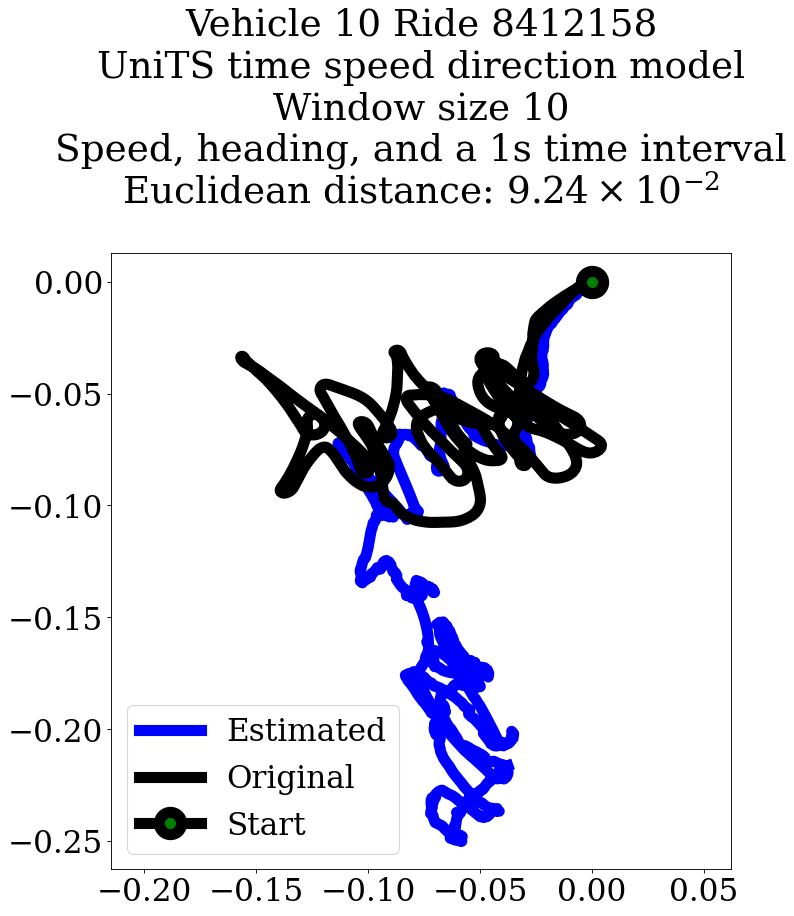 Vehicle 10 Ride 8412158
UniTS time speed direction model
Window size 10
Speed, heading, and a 1s time interval
Euclidean distance: 9.24 × 10⁻²
0.00
−0.05
−0.10
−0.15
−0.20
−0.25
Estimated
Original
Start
−0.20 −0.15 −0.10 −0.05 0.00 0.05